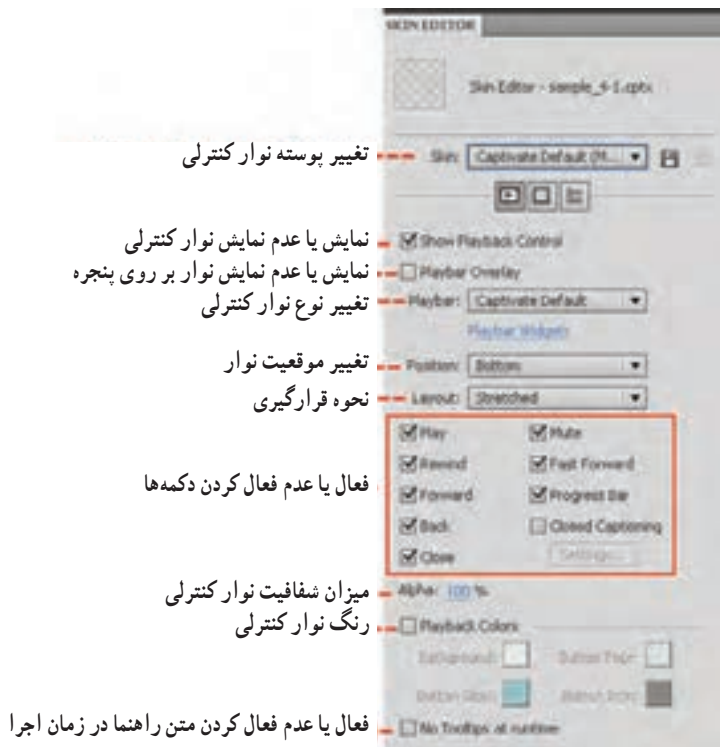 SKIN EDITOR
Skin Editor - sample_4-1.cptx
تغییر پوسته نوار کنترلی
Skin: Captivate Default (M...
نمایش یا عدم نمایش نوار کنترلی
Show Playback Control
نمایش یا عدم نمایش نوار بر روی پنجره
Playbar Overlay
تغییر نوع نوار کنترلی
Playbar: Captivate Default
Playbar Widgets
تغییر موقعیت نوار
Position: Bottom
نحوه قرارگیری
Layout: Stretched
فعال یا عدم فعال کردن دکمه‌ها
Play Mute
Rewind Fast Forward
Forward Progress Bar
Back Closed Captioning
Close Settings...
میزان شفافیت نوار کنترلی
Alpha: 100 %
رنگ نوار کنترلی
Playback Colors
Background: Button Face:
Button Glow: Button Icon:
فعال یا عدم فعال کردن متن راهنما در زمان اجرا
No Tooltips at runtime